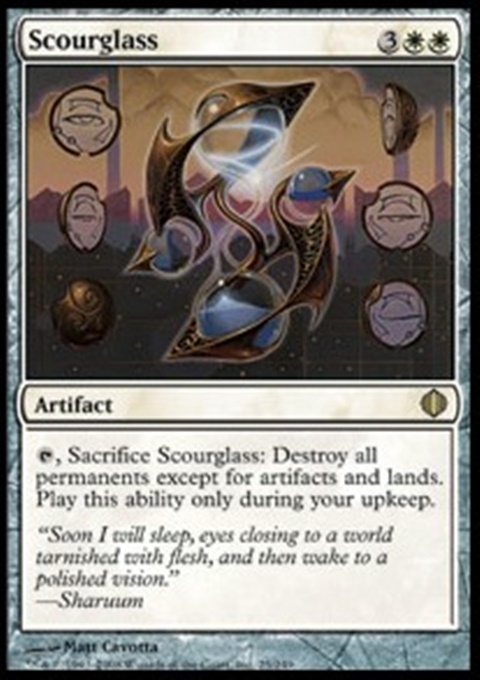 Scourglass 3
Artifact
, Sacrifice Scourglass: Destroy all
permanents except for artifacts and lands.
Play this ability only during your upkeep.
“Soon I will sleep, eyes closing to a world
tarnished with flesh, and then wake to a
polished vision.”
—Sharuum
Matt Cavotta